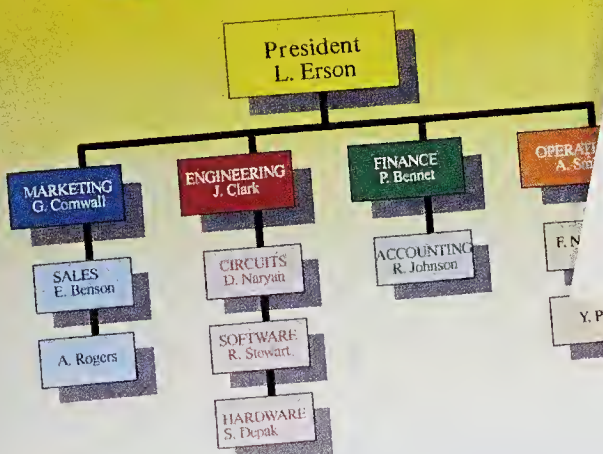 President
L. Erson
MARKETING
G. Cornwall
ENGINEERING
J. Clark
FINANCE
P. Bennet
A.
SALES
E. Benson
A. Rogers
CIRCUITS
D. Naryan
SOFTWARE
R. Stewart
HARDWARE
S. Depak
ACCOUNTING
R. Johnson
F.
Y.